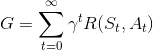 G = \sum_{t=0}^{\infty} \gamma^t R(S_t, A_t)